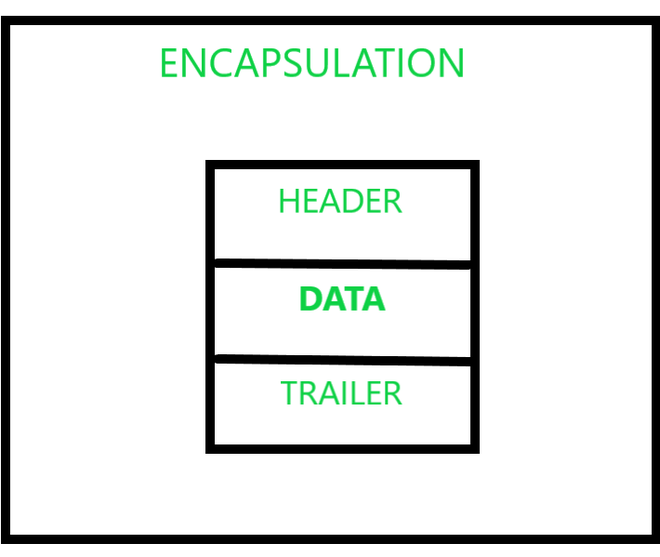 ENCAPSULATION
HEADER
DATA
TRAILER